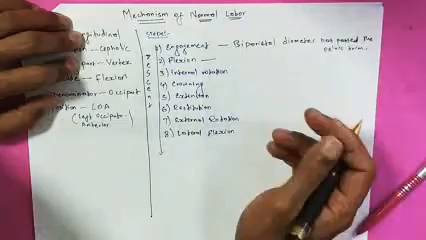 Mechanism of Normal Labor
ongitudinal
Cephalic
Vertex
Flexion
Denominator - Occiput
LOA
(Left Occipito-
Anterior
Steps:-
1) Engagement - Biparietal diameter has passed the
pelvic brim.
2) Flexion -
3) Internal rotation
4) Crowning
5) Extension
6) Restitution
7) External Rotation
8) Lateral flexion